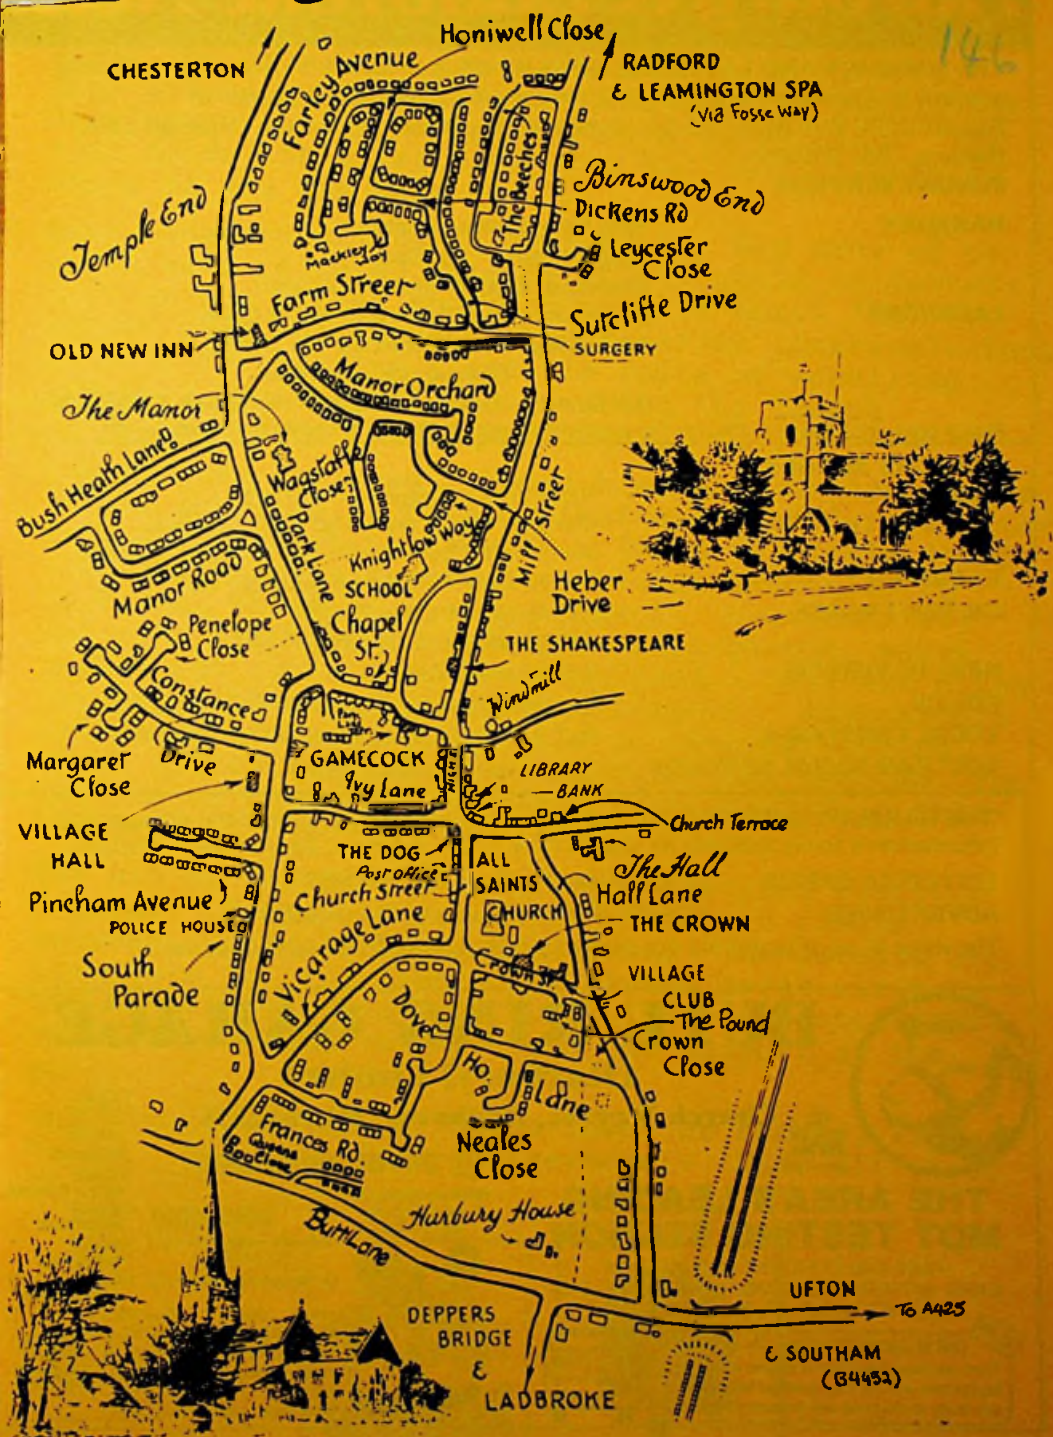 Honiwell Close
146
CHESTERTON
Farley Avenue
RADFORD
& LEAMINGTON SPA
(Via Fosse Way)
Temple End
The Beeches
Binswood End
Dickens Rd
Mackley Way
Leycester
Close
Farm Street
Sutcliffe Drive
OLD NEW INN
SURGERY
Manor Orchard
The Manor
Bush Heath Lane
Wagstaffe
Close
Park Lane
Mill Street
Knightlow Way
Manor Road
SCHOOL
Heber
Drive
Penelope
Close
Chapel
St.
THE SHAKESPEARE
Constance
Drive
Windmill
Margaret
Close
GAMECOCK
HIGH
Ivy Lane
LIBRARY
BANK
VILLAGE
HALL
Church Terrace
THE DOG
Post Office
ALL
SAINTS
CHURCH
The Hall
Hall Lane
Pincham Avenue
Church Street
POLICE HOUSE
THE CROWN
Vicarage Lane
South
Parade
Crown St.
VILLAGE
CLUB
The Pound
Dove
Ho.
Lane
Crown
Close
Frances Rd.
Queens
Close
Neales
Close
Harbury House
Butt Lane
UFTON
To A425
DEPPERS
BRIDGE
&
LADBROKE
& SOUTHAM
(B4452)